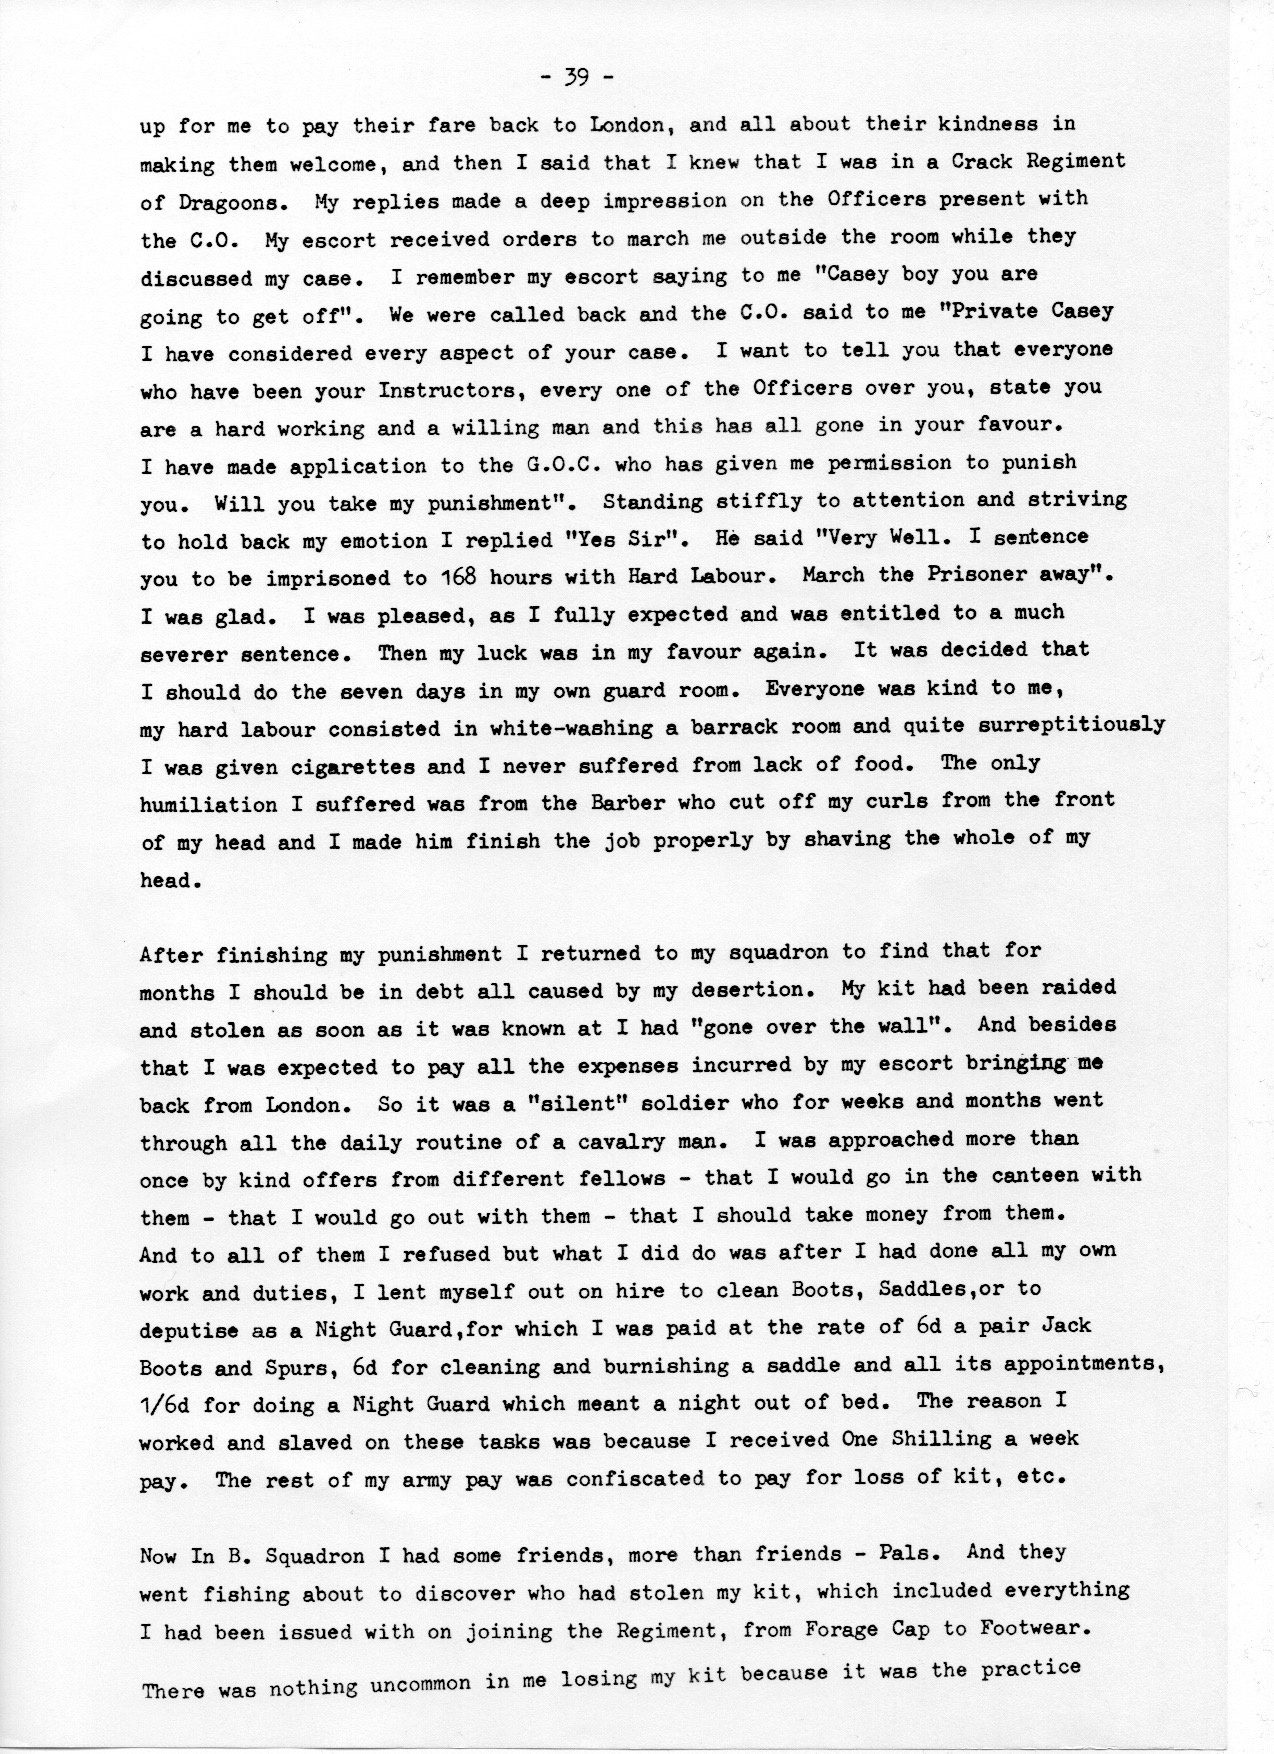 - 39 -
up for me to pay their fare back to London, and all about their kindness in
making them welcome, and then I said that I knew that I was in a Crack Regiment
of Dragoons. My replies made a deep impression on the Officers present with
the C.O. My escort received orders to march me outside the room while they
discussed my case. I remember my escort saying to me "Casey boy you are
going to get off". We were called back and the C.O. said to me "Private Casey
I have considered every aspect of your case. I want to tell you that everyone
who have been your Instructors, every one of the Officers over you, state you
are a hard working and a willing man and this has all gone in your favour.
I have made application to the G.O.C. who has given me permission to punish
you. Will you take my punishment". Standing stiffly to attention and striving
to hold back my emotion I replied "Yes Sir". He said "Very Well. I sentence
you to be imprisoned to 168 hours with Hard Labour. March the Prisoner away".
I was glad. I was pleased, as I fully expected and was entitled to a much
severer sentence. Then my luck was in my favour again. It was decided that
I should do the seven days in my own guard room. Everyone was kind to me,
my hard labour consisted in white-washing a barrack room and quite surreptitiously
I was given cigarettes and I never suffered from lack of food. The only
humiliation I suffered was from the Barber who cut off my curls from the front
of my head and I made him finish the job properly by shaving the whole of my
head.
After finishing my punishment I returned to my squadron to find that for
months I should be in debt all caused by my desertion. My kit had been raided
and stolen as soon as it was known at I had "gone over the wall". And besides
that I was expected to pay all the expenses incurred by my escort bringing me
back from London. So it was a "silent" soldier who for weeks and months went
through all the daily routine of a cavalry man. I was approached more than
once by kind offers from different fellows - that I would go in the canteen with
them - that I would go out with them - that I should take money from them.
And to all of them I refused but what I did do was after I had done all my own
work and duties, I lent myself out on hire to clean Boots, Saddles,or to
deputise as a Night Guard,for which I was paid at the rate of 6d a pair Jack
Boots and Spurs, 6d for cleaning and burnishing a saddle and all its appointments,
1/6d for doing a Night Guard which meant a night out of bed. The reason I
worked and slaved on these tasks was because I received One Shilling a week
pay. The rest of my army pay was confiscated to pay for loss of kit, etc.
Now In B. Squadron I had some friends, more than friends - Pals. And they
went fishing about to discover who had stolen my kit, which included everything
I had been issued with on joining the Regiment, from Forage Cap to Footwear.
There was nothing uncommon in me losing my kit because it was the practice